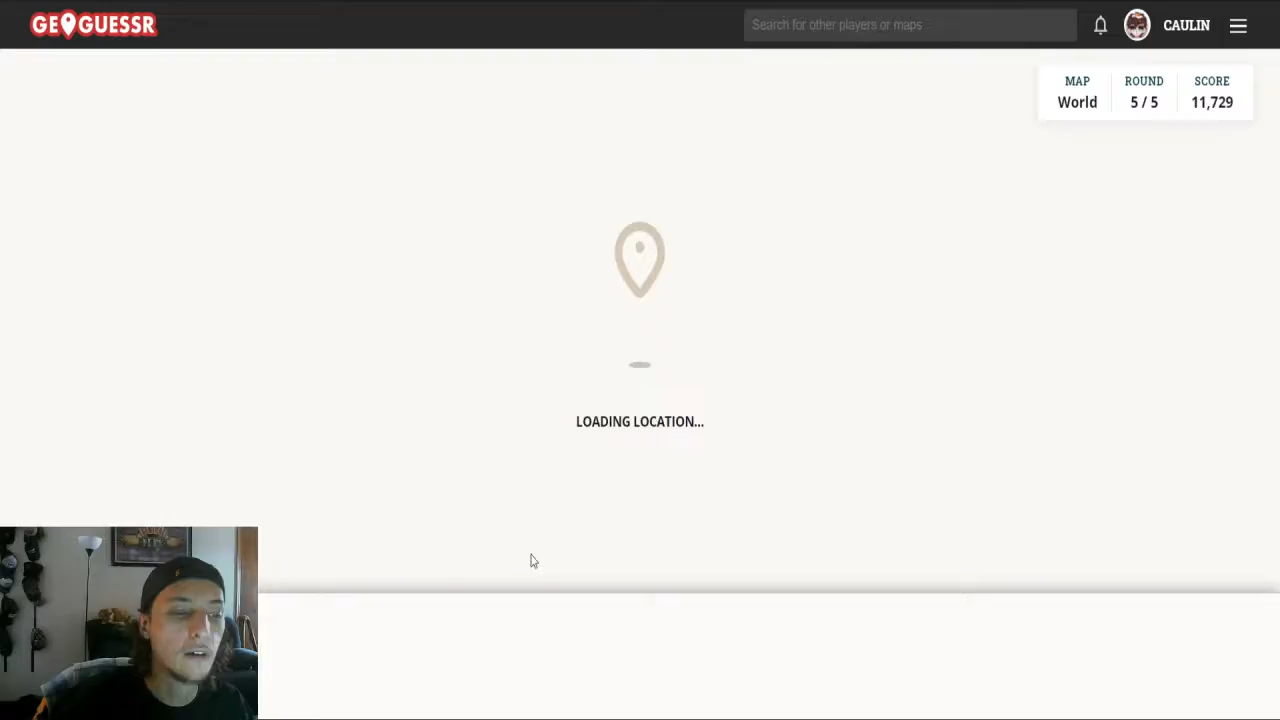 GEOGUESSR
Search for other players or maps
CAULIN
MAP ROUND SCORE
World 5 / 5 11,729
LOADING LOCATION...